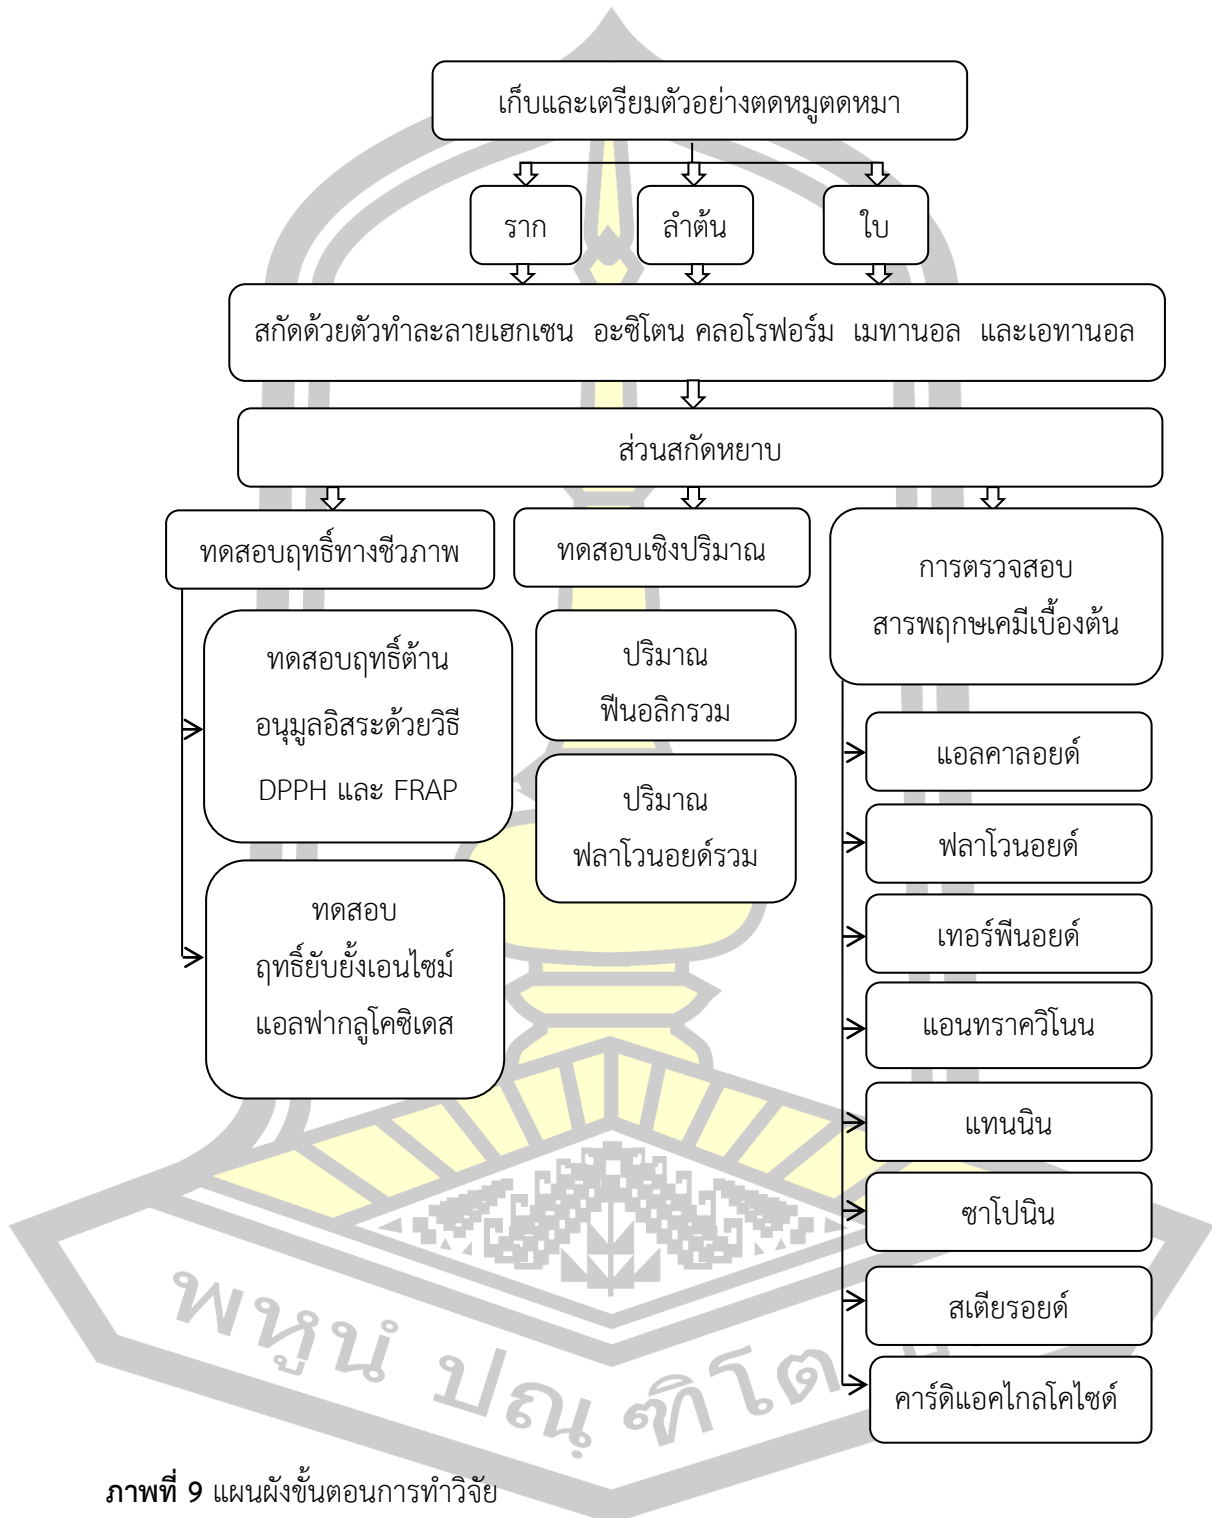 เก็บและเตรียมตัวอย่างตดหมูตดหมา
ราก
ลำต้น
ใบ
สกัดด้วยตัวทำละลายเฮกเซน อะซิโตน คลอโรฟอร์ม เมทานอล และเอทานอล
ส่วนสกัดหยาบ
ทดสอบฤทธิ์ทางชีวภาพ
ทดสอบฤทธิ์ต้าน
อนุมูลอิสระด้วยวิธี
DPPH และ FRAP
ทดสอบ
ฤทธิ์ยับยั้งเอนไซม์
แอลฟากลูโคซิเดส
ทดสอบเชิงปริมาณ
ปริมาณ
ฟีนอลิกรวม
ปริมาณ
ฟลาโวนอยด์รวม
การตรวจสอบ
สารพฤกษเคมีเบื้องต้น
แอลคาลอยด์
ฟลาโวนอยด์
เทอร์พีนอยด์
แอนทราควิโนน
แทนนิน
ซาโปนิน
สเตียรอยด์
คาร์ดิแอคไกลโคไซด์
พหูนํ ปณฺฑิโต
ภาพที่ 9 แผนผังขั้นตอนการทำวิจัย